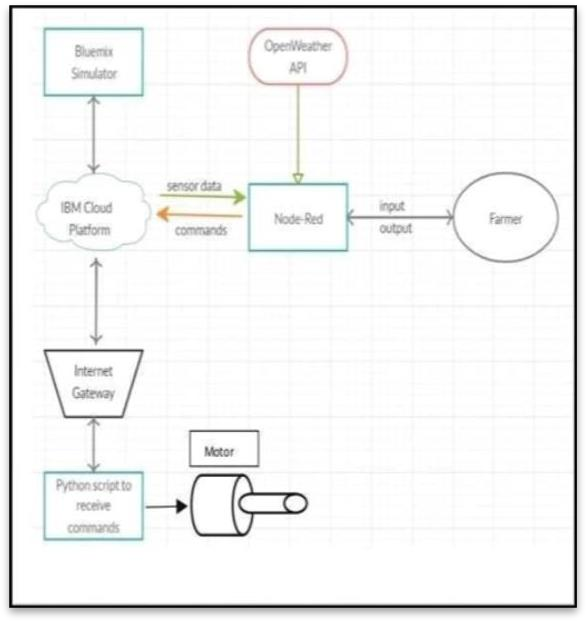 Bluemix
Simulator
OpenWeather
API
IBM Cloud
Platform
sensor data
commands
Node-Red
input
output
Farmer
Internet
Gateway
Python script to
receive
commands
Motor